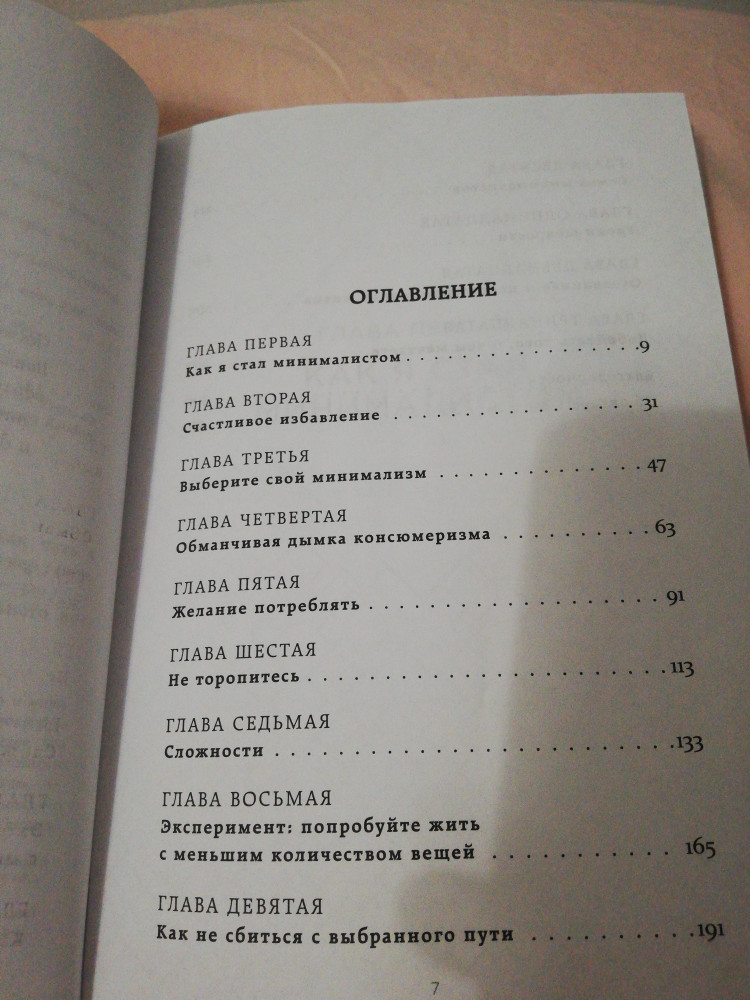 ОГЛАВЛЕНИЕ
ГЛАВА ПЕРВАЯ
Как я стал минималистом . . . . . . . . . . . . . . . . 9
ГЛАВА ВТОРАЯ
Счастливое избавление . . . . . . . . . . . . . . . . . 31
ГЛАВА ТРЕТЬЯ
Выберите свой минимализм . . . . . . . . . . . . . . 47
ГЛАВА ЧЕТВЕРТАЯ
Обманчивая дымка консюмеризма . . . . . . . . . . 63
ГЛАВА ПЯТАЯ
Желание потреблять . . . . . . . . . . . . . . . . . . . 91
ГЛАВА ШЕСТАЯ
Не торопитесь . . . . . . . . . . . . . . . . . . . . . . . 113
ГЛАВА СЕДЬМАЯ
Сложности . . . . . . . . . . . . . . . . . . . . . . . . . 133
ГЛАВА ВОСЬМАЯ
Эксперимент: попробуйте жить
с меньшим количеством вещей . . . . . . . . . . . 165
ГЛАВА ДЕВЯТАЯ
Как не сбиться с выбранного пути . . . . . . . . . 191
7